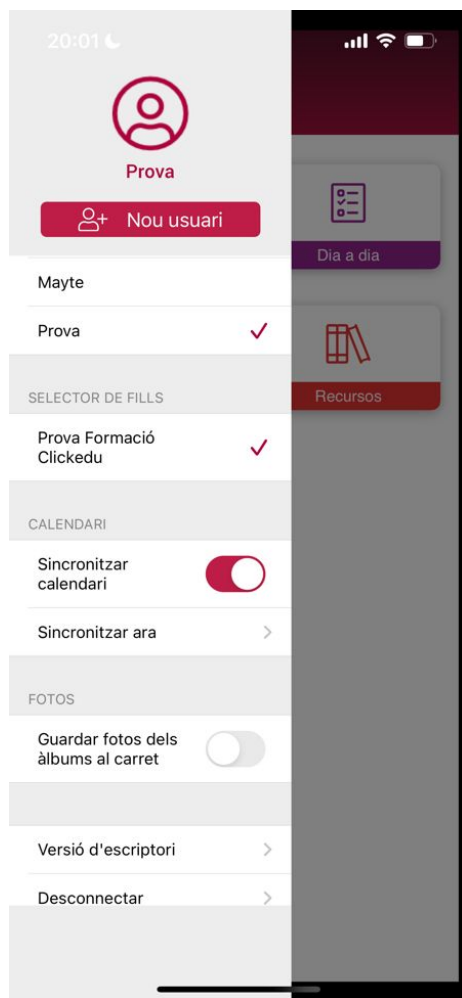 20:01
Prova
Nou usuari
Dia a dia
Mayte
Prova
Recursos
SELECTOR DE FILLS
Prova Formació
Clickedu
CALENDARI
Sincronitzar
calendari
Sincronitzar ara
FOTOS
Guardar fotos dels
àlbums al carret
Versió d'escriptori
Desconnectar